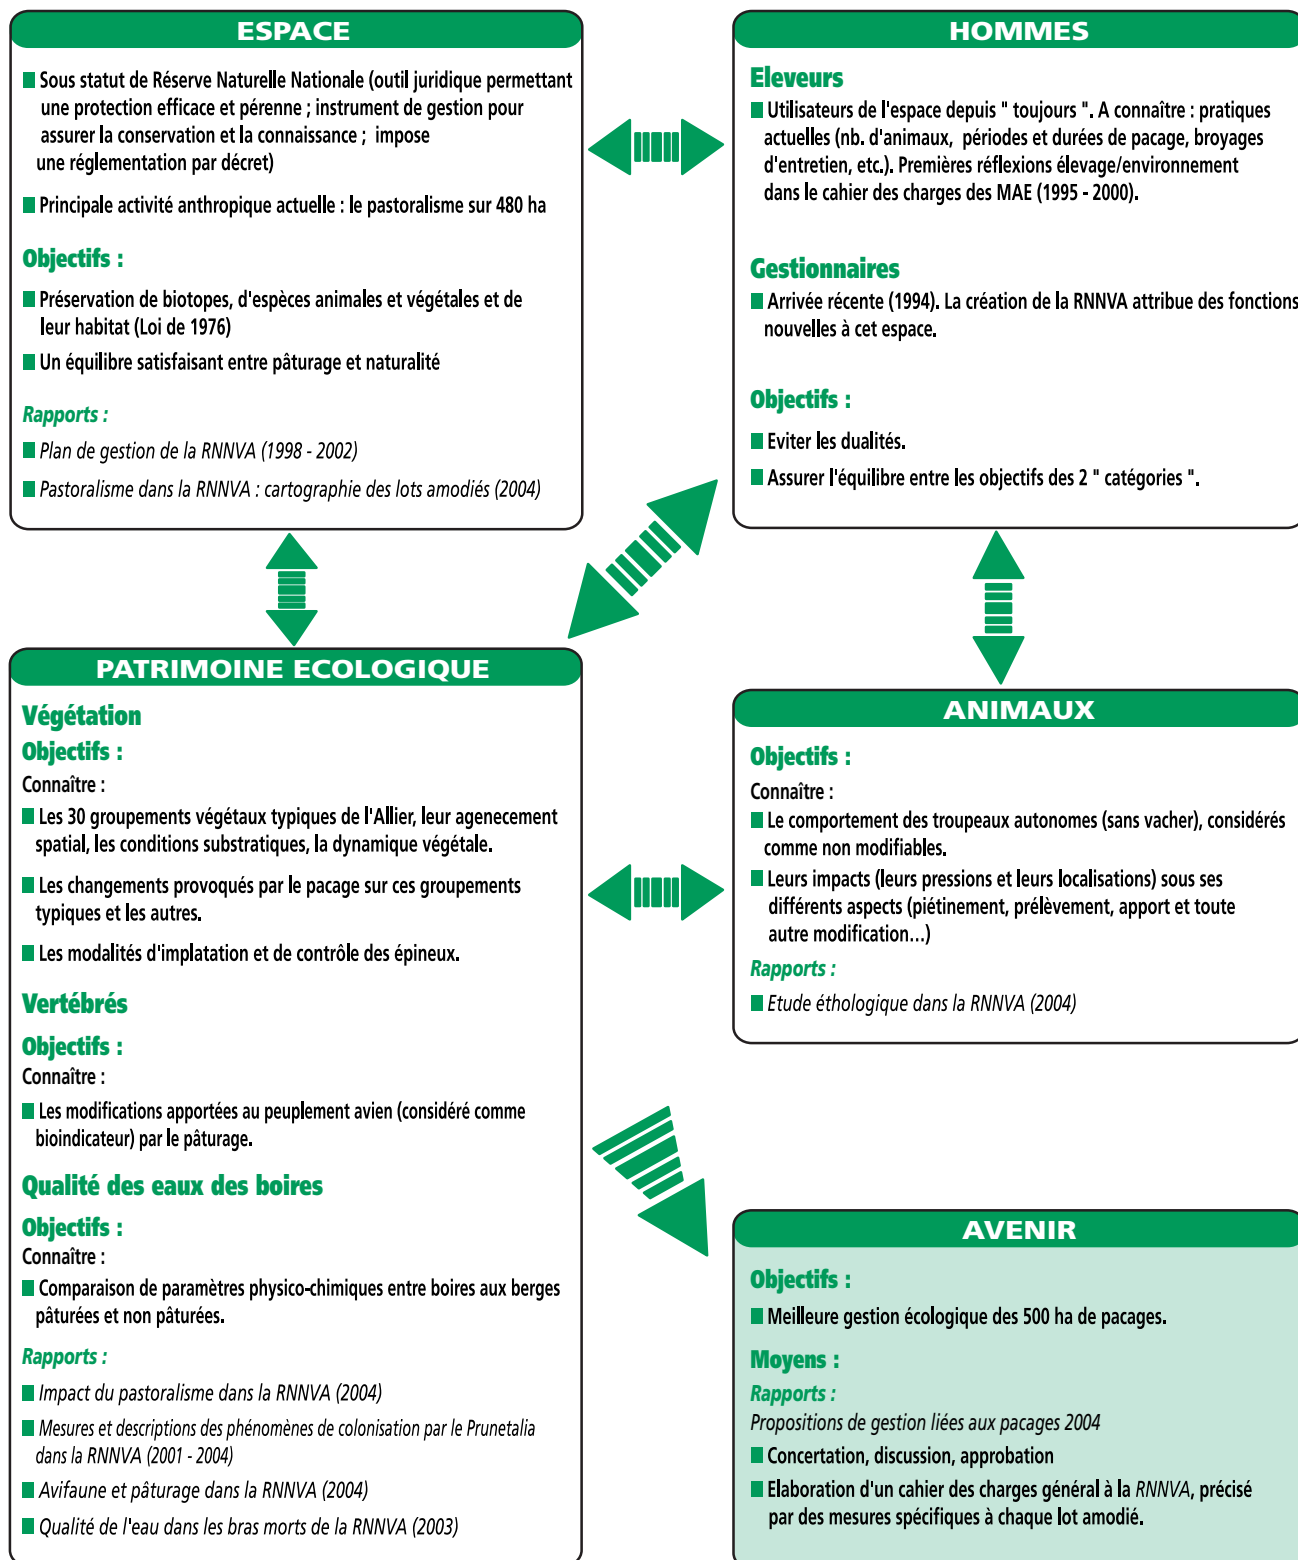 ESPACE
Sous statut de Réserve Naturelle Nationale (outil juridique permettant
une protection efficace et pérenne ; instrument de gestion pour
assurer la conservation et la connaissance ; impose
une réglementation par décret)
Principale activité anthropique actuelle : le pastoralisme sur 480 ha
Objectifs :
Préservation de biotopes, d'espèces animales et végétales et de
leur habitat (Loi de 1976)
Un équilibre satisfaisant entre pâturage et naturalité
Rapports :
Plan de gestion de la RNNVA (1998 - 2002)
Pastoralisme dans la RNNVA : cartographie des lots amodiés (2004)
HOMMES
Eleveurs
Utilisateurs de l'espace depuis " toujours ". A connaître : pratiques
actuelles (nb. d'animaux, périodes et durées de pacage, broyages
d'entretien, etc.). Premières réflexions élevage/environnement
dans le cahier des charges des MAE (1995 - 2000).
Gestionnaires
Arrivée récente (1994). La création de la RNNVA attribue des fonctions
nouvelles à cet espace.
Objectifs :
Eviter les dualités.
Assurer l'équilibre entre les objectifs des 2 " catégories ".
PATRIMOINE ECOLOGIQUE
Végétation
Objectifs :
Connaître :
Les 30 groupements végétaux typiques de l'Allier, leur agenecement
spatial, les conditions substratiques, la dynamique végétale.
Les changements provoqués par le pacage sur ces groupements
typiques et les autres.
Les modalités d'implatation et de contrôle des épineux.
Vertébrés
Objectifs :
Connaître :
Les modifications apportées au peuplement avien (considéré comme
bioindicateur) par le pâturage.
Qualité des eaux des boires
Objectifs :
Connaître :
Comparaison de paramètres physico-chimiques entre boires aux berges
pâturées et non pâturées.
Rapports :
Impact du pastoralisme dans la RNNVA (2004)
Mesures et descriptions des phénomènes de colonisation par le Prunetalia
dans la RNNVA (2001 - 2004)
Avifaune et pâturage dans la RNNVA (2004)
Qualité de l'eau dans les bras morts de la RNNVA (2003)
ANIMAUX
Objectifs :
Connaître :
Le comportement des troupeaux autonomes (sans vacher), considérés
comme non modifiables.
Leurs impacts (leurs pressions et leurs localisations) sous ses
différents aspects (piétinement, prélèvement, apport et toute
autre modification...)
Rapports :
Etude éthologique dans la RNNVA (2004)
AVENIR
Objectifs :
Meilleure gestion écologique des 500 ha de pacages.
Moyens :
Rapports :
Propositions de gestion liées aux pacages 2004
Concertation, discussion, approbation
Elaboration d'un cahier des charges général à la RNNVA, précisé
par des mesures spécifiques à chaque lot amodié.